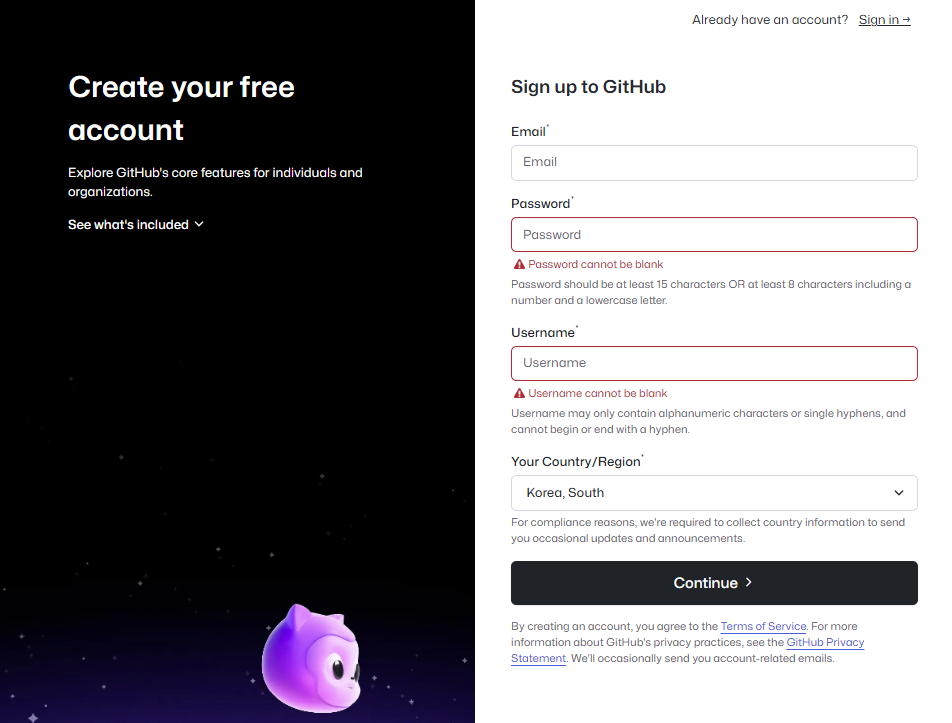 Already have an account? Sign in →
Create your free
account
Explore GitHub's core features for individuals and
organizations.
See what's included
Sign up to GitHub
Email*
Email
Password*
Password
Password cannot be blank
Password should be at least 15 characters OR at least 8 characters including a
number and a lowercase letter.
Username*
Username
Username cannot be blank
Username may only contain alphanumeric characters or single hyphens, and
cannot begin or end with a hyphen.
Your Country/Region*
Korea, South
For compliance reasons, we're required to collect country information to send
you occasional updates and announcements.
Continue
By creating an account, you agree to the Terms of Service. For more
information about GitHub's privacy practices, see the GitHub Privacy
Statement. We'll occasionally send you account-related emails.